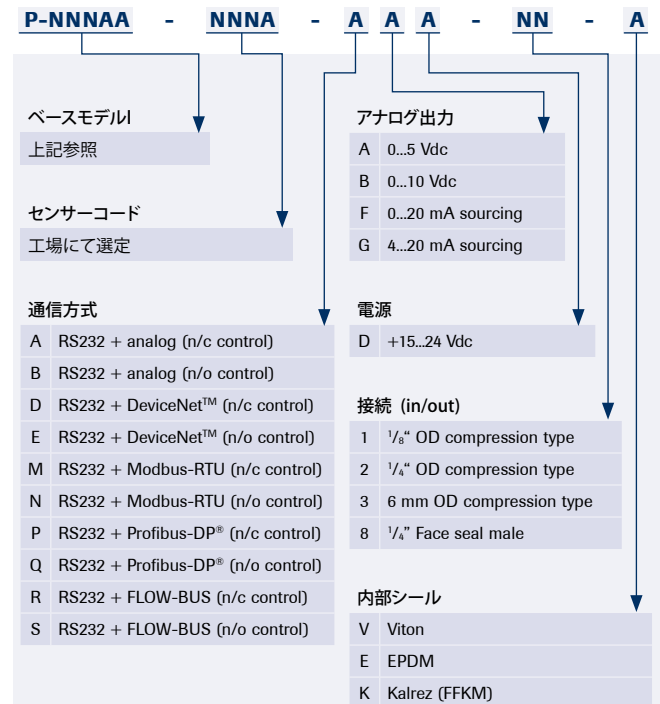 P-NNNAA - NNNA - A A A - NN - A
ベースモデルI
上記参照
センサーコード
工場にて選定
通信方式
A RS232 + analog (n/c control)
B RS232 + analog (n/o control)
D RS232 + DeviceNet™ (n/c control)
E RS232 + DeviceNet™ (n/o control)
M RS232 + Modbus-RTU (n/c control)
N RS232 + Modbus-RTU (n/o control)
P RS232 + Profibus-DP® (n/c control)
Q RS232 + Profibus-DP® (n/o control)
R RS232 + FLOW-BUS (n/c control)
S RS232 + FLOW-BUS (n/o control)
アナログ出力
A 0...5 Vdc
B 0...10 Vdc
F 0...20 mA sourcing
G 4...20 mA sourcing
電源
D +15...24 Vdc
接続 (in/out)
1 1/8“ OD compression type
2 1/4“ OD compression type
3 6 mm OD compression type
8 1/4” Face seal male
内部シール
V Viton
E EPDM
K Kalrez (FFKM)